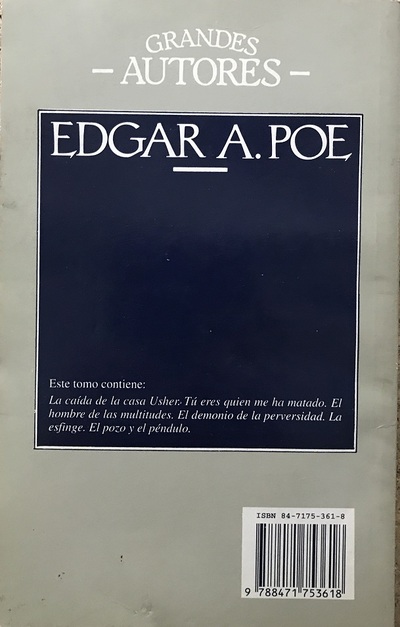 GRANDES
- AUTORES -
EDGAR A. POE
Este tomo contiene:
La caída de la casa Usher. Tú eres quien me ha matado. El
hombre de las multitudes. El demonio de la perversidad. La
esfinge. El pozo y el péndulo.
ISBN 84-7175-361-8
9 788471 753618